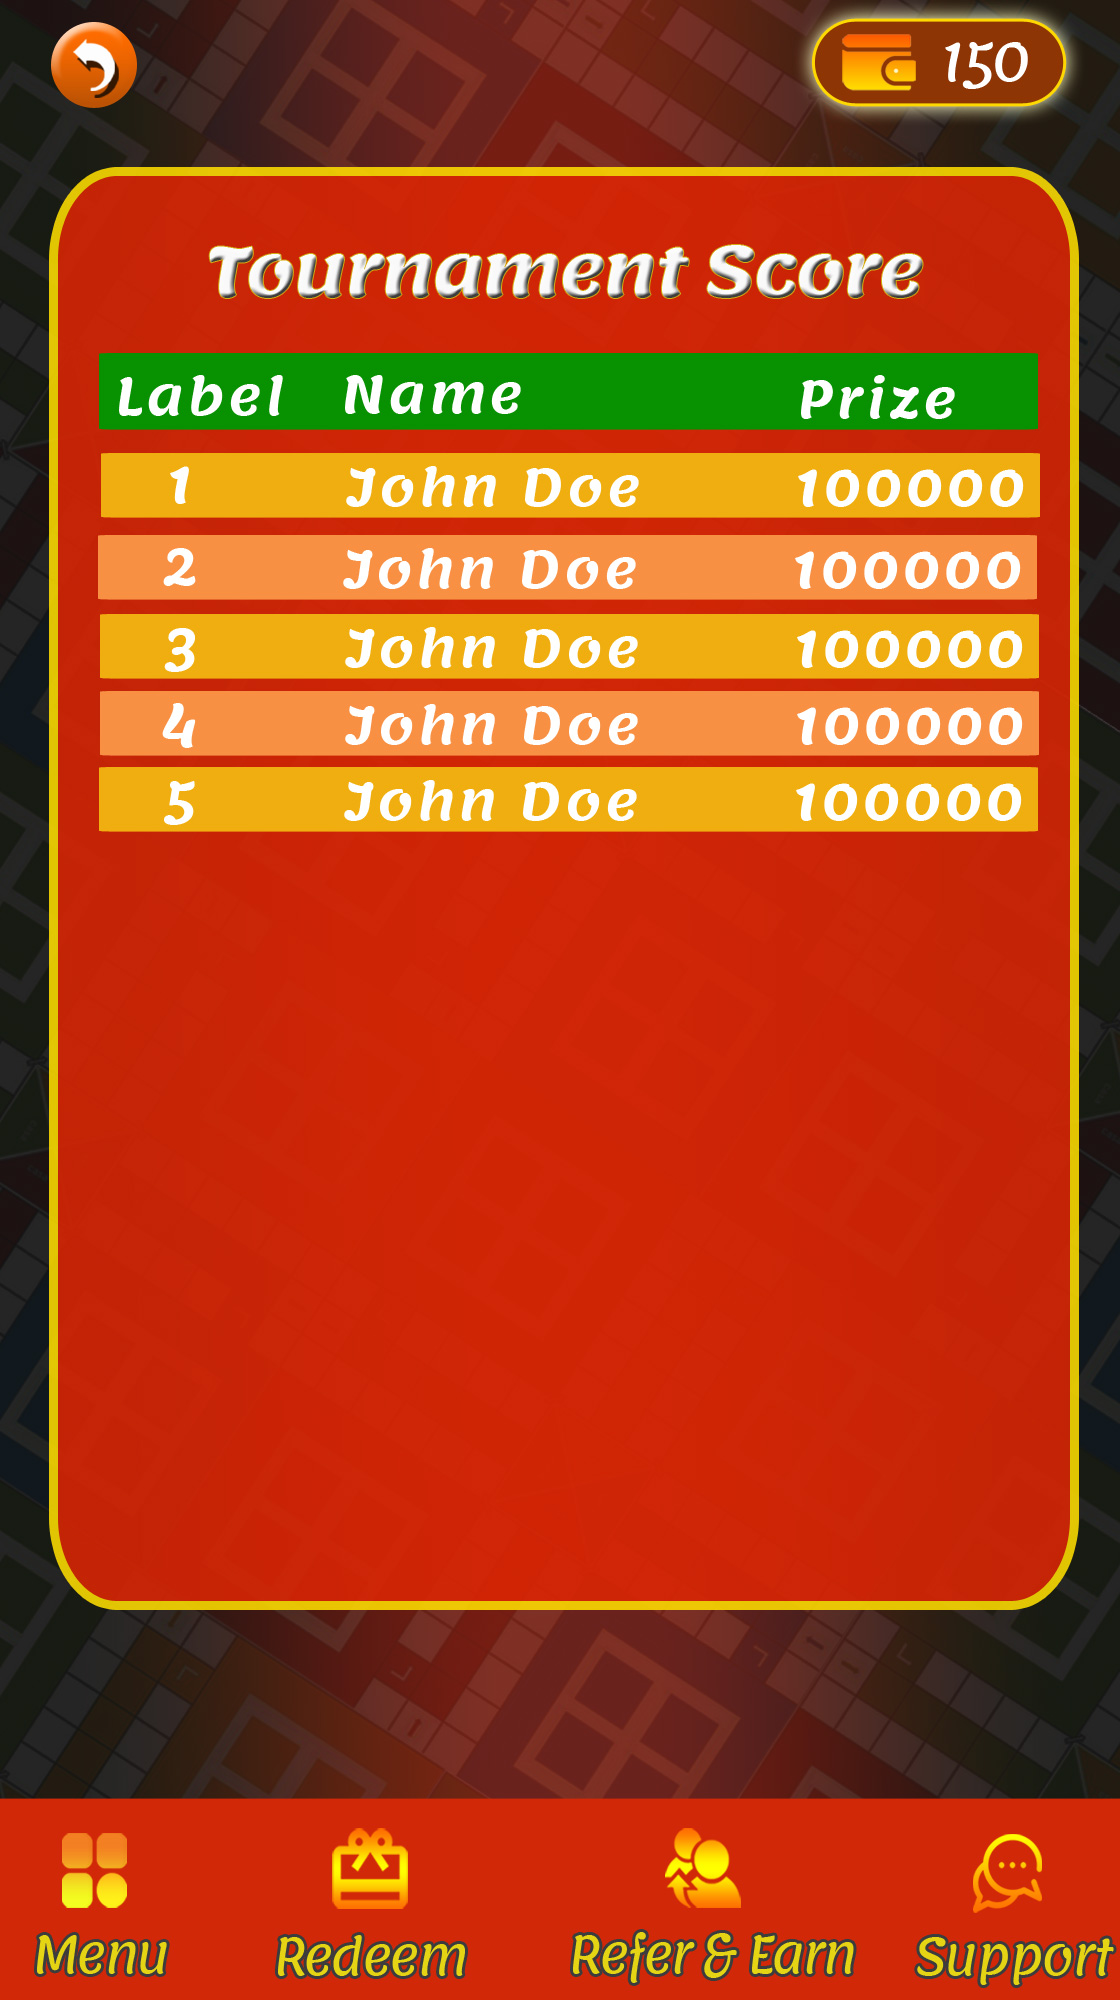 150
Tournament Score
Label Name Prize
1 John Doe 100000
2 John Doe 100000
3 John Doe 100000
4 John Doe 100000
5 John Doe 100000
Menu Redeem Refer & Earn Support